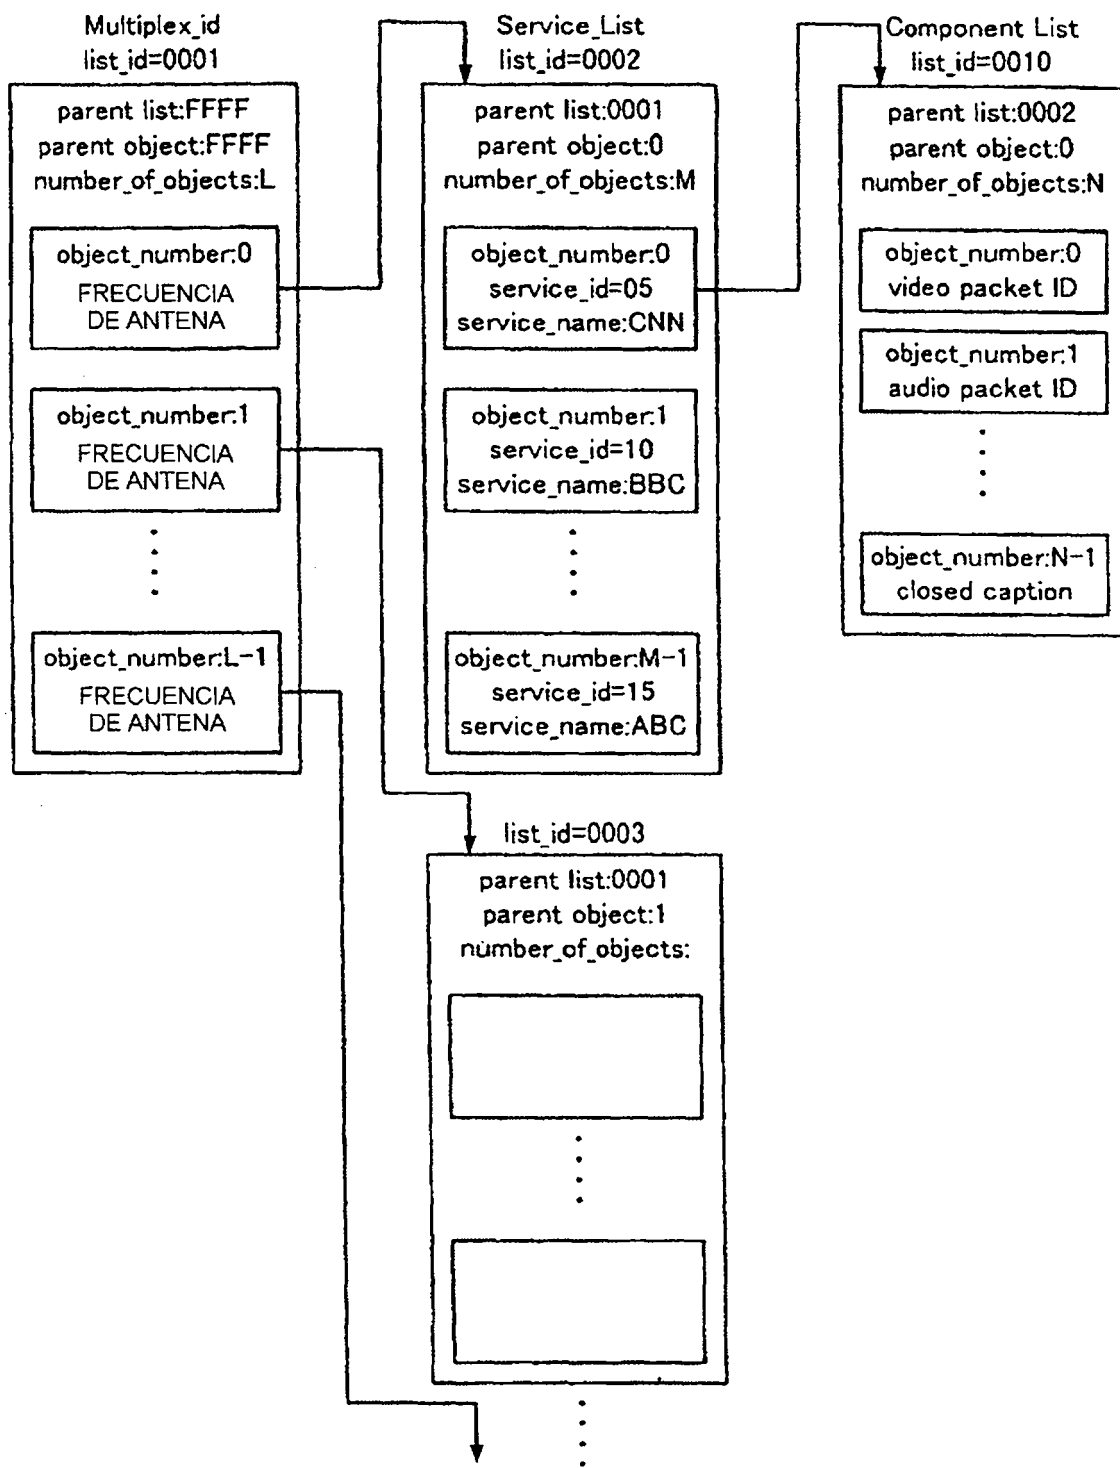 Multiplex_id
list_id=0001
parent list:FFFF
parent object:FFFF
number_of_objects:L
object_number:0
FRECUENCIA
DE ANTENA
object_number:1
FRECUENCIA
DE ANTENA
object_number:L-1
FRECUENCIA
DE ANTENA
Service_List
list_id=0002
parent list:0001
parent object:0
number_of_objects:M
object_number:0
service_id=05
service_name:CNN
object_number:1
service_id=10
service_name:BBC
object_number:M-1
service_id=15
service_name:ABC
Component List
list_id=0010
parent list:0002
parent object:0
number_of_objects:N
object_number:0
video packet ID
object_number:1
audio packet ID
object_number:N-1
closed caption
list_id=0003
parent list:0001
parent object:1
number_of_objects: